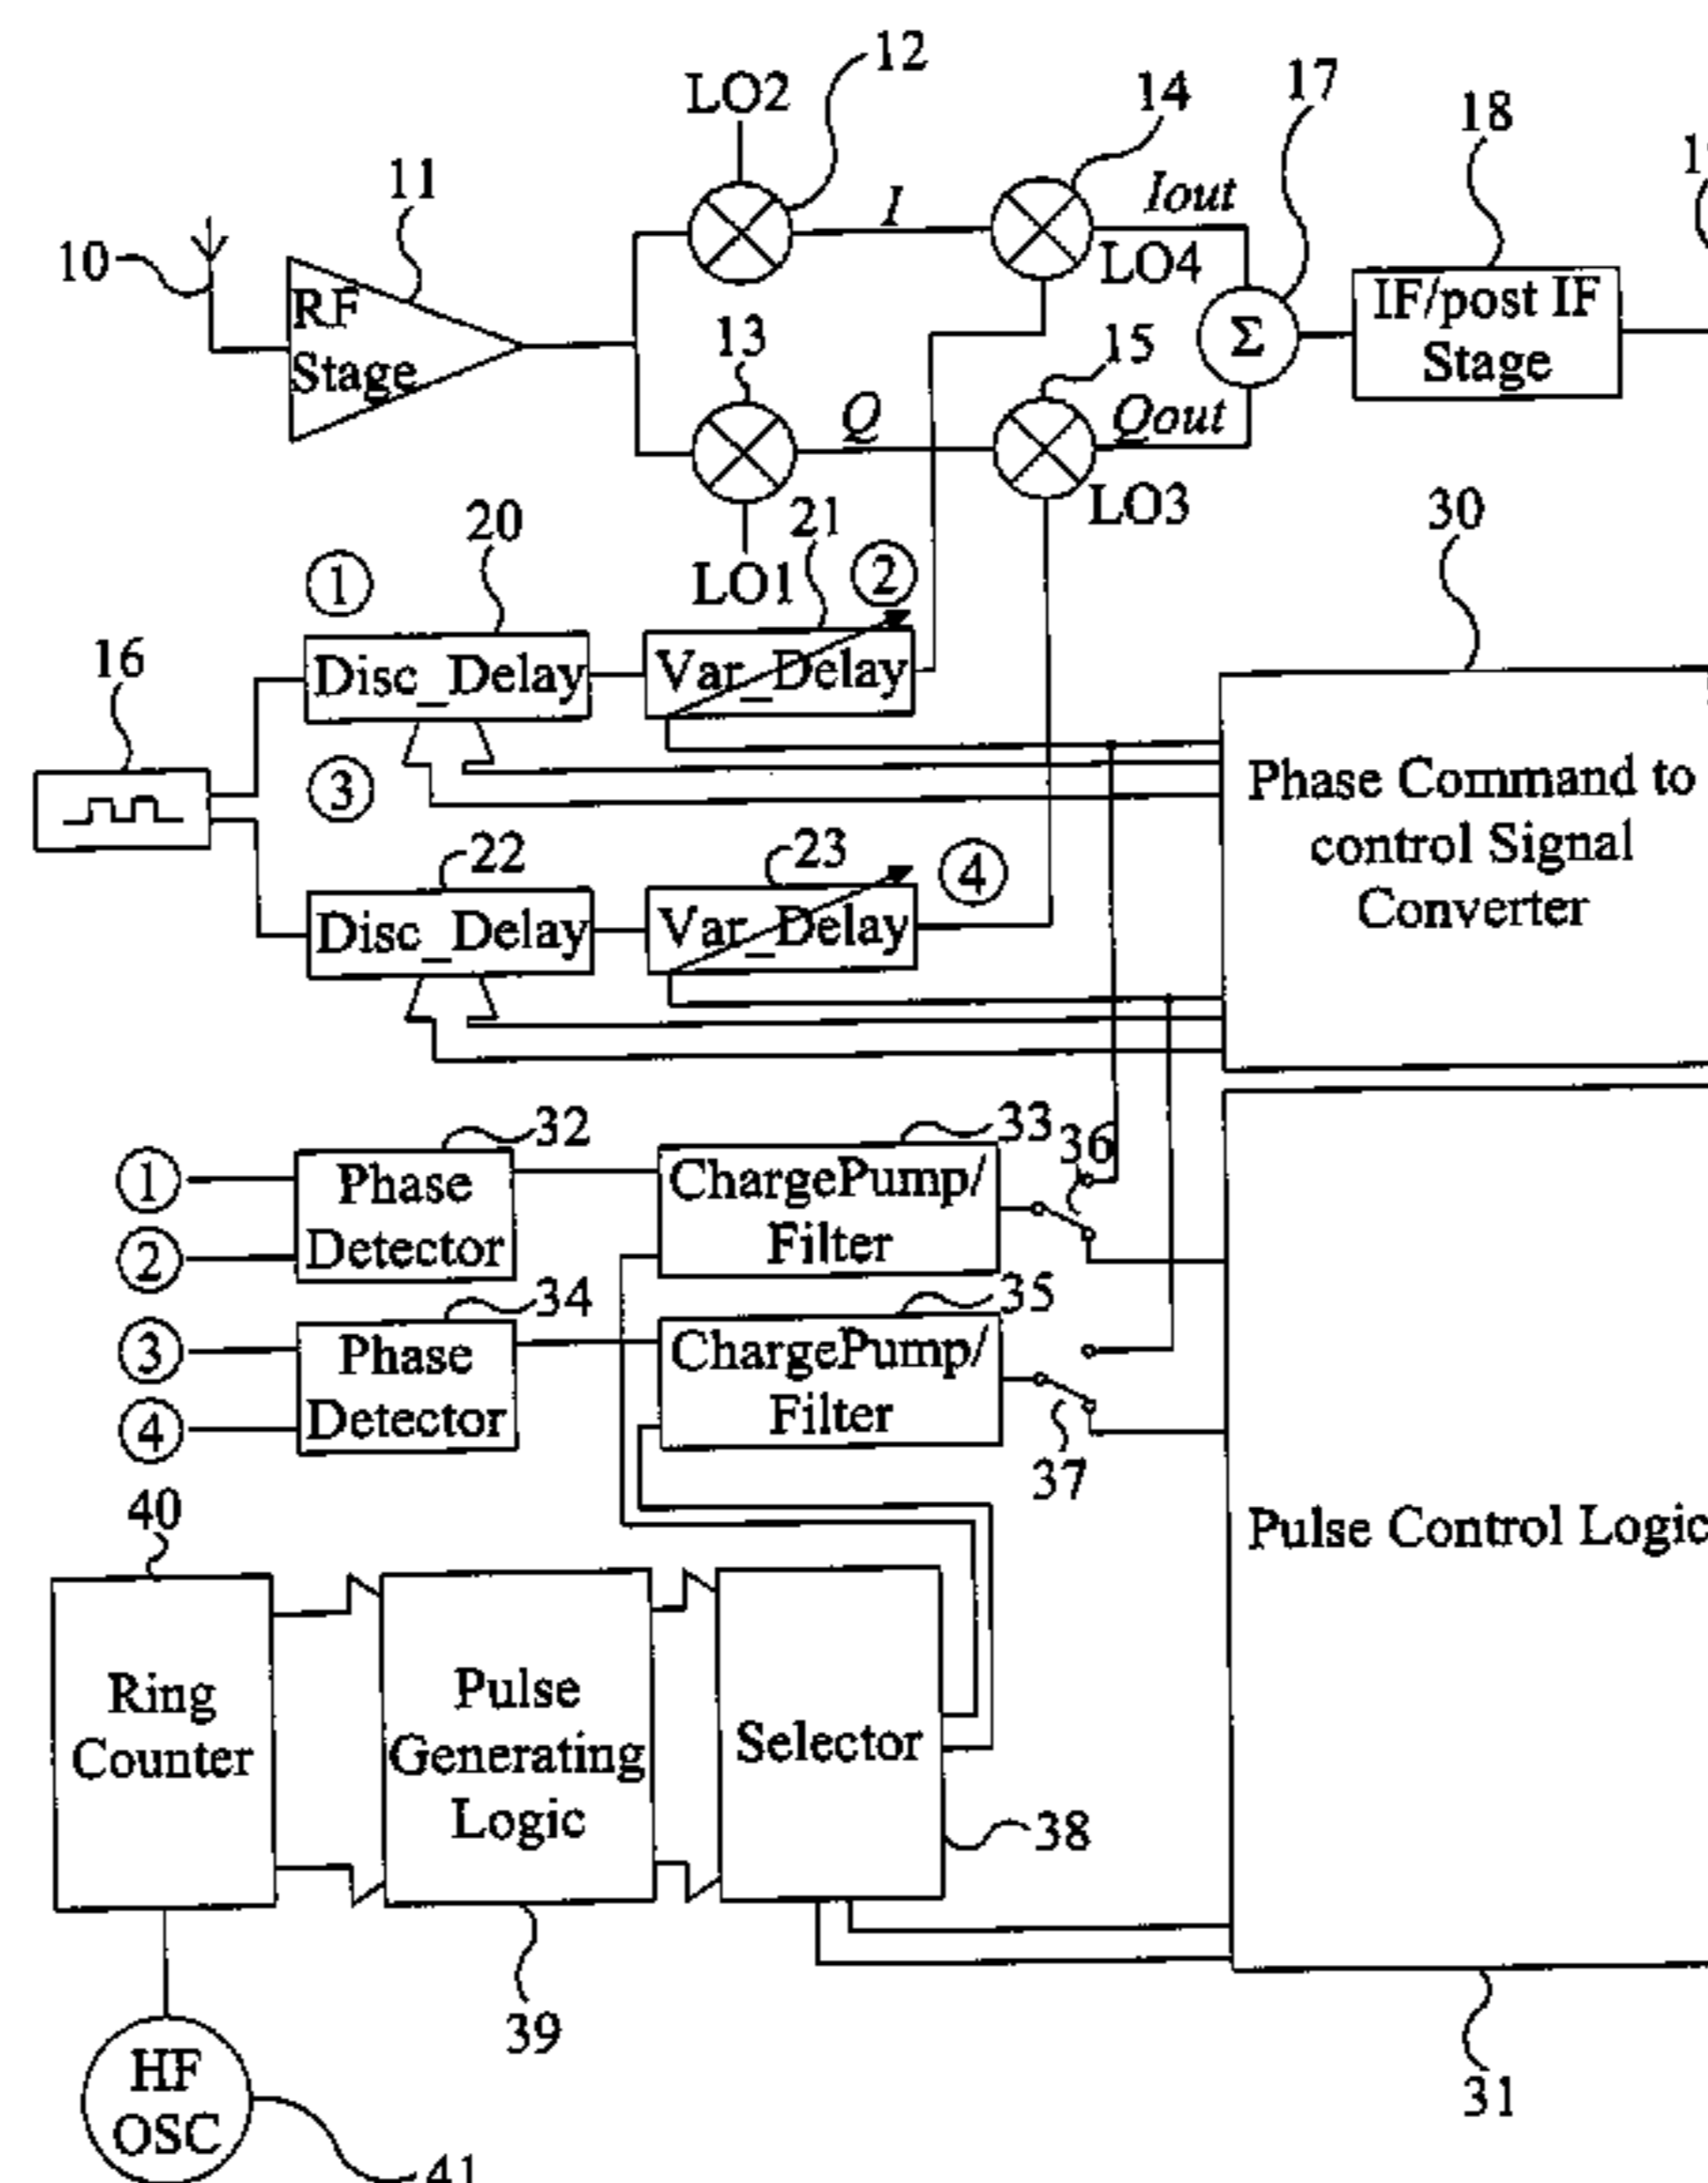 12
LO2
14
17
18
11
I
Iout
10
LO4
RF
Stage
IF/post IF
Stage
Σ
13
15
Q
Qout
20
21
LO3
30
1
LO1
2
16
Disc_Delay
Var_Delay
3
Phase Command to
control Signal
Converter
22
23
4
Disc_Delay
Var_Delay
32
33
36
1
Phase
Detector
ChargePump/
Filter
2
34
35
3
Phase
Detector
ChargePump/
Filter
4
37
40
Pulse Control Logic
Ring
Counter
Pulse
Generating
Logic
Selector
38
39
31
HF
OSC
41